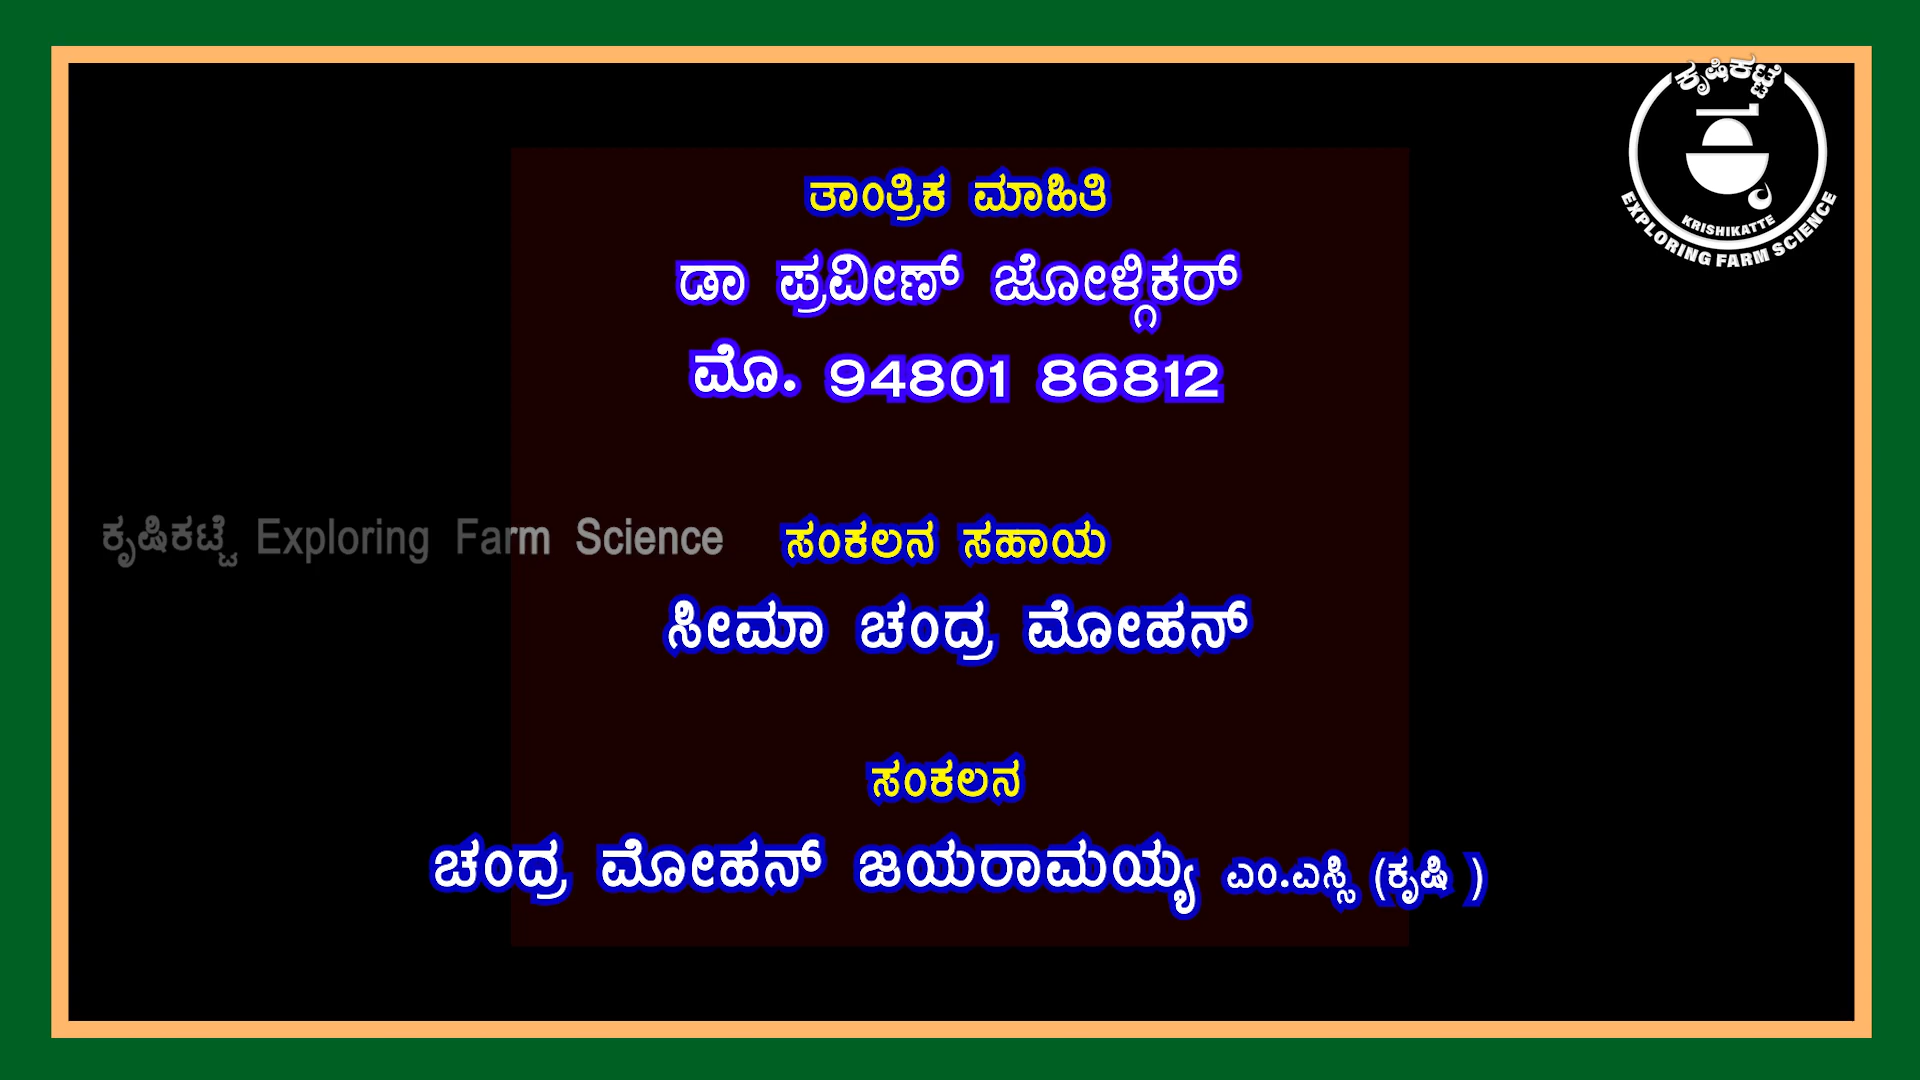 ಕೃಷಿಕಟ್ಟೆ
KRISHIKATTE
EXPLORING FARM SCIENCE
ತಾಂತ್ರಿಕ ಮಾಹಿತಿ
ಡಾ ಪ್ರವೀಣ್ ಜೋಳ್ಗಿಕರ್
ಮೊ. 94801 86812
ಕೃಷಿಕಟ್ಟೆ Exploring Farm Science
ಸಂಕಲನ ಸಹಾಯ
ಸೀಮಾ ಚಂದ್ರ ಮೋಹನ್
ಸಂಕಲನ
ಚಂದ್ರ ಮೋಹನ್ ಜಯರಾಮಯ್ಯ ಎಂ.ಎಸ್ಸಿ (ಕೃಷಿ )